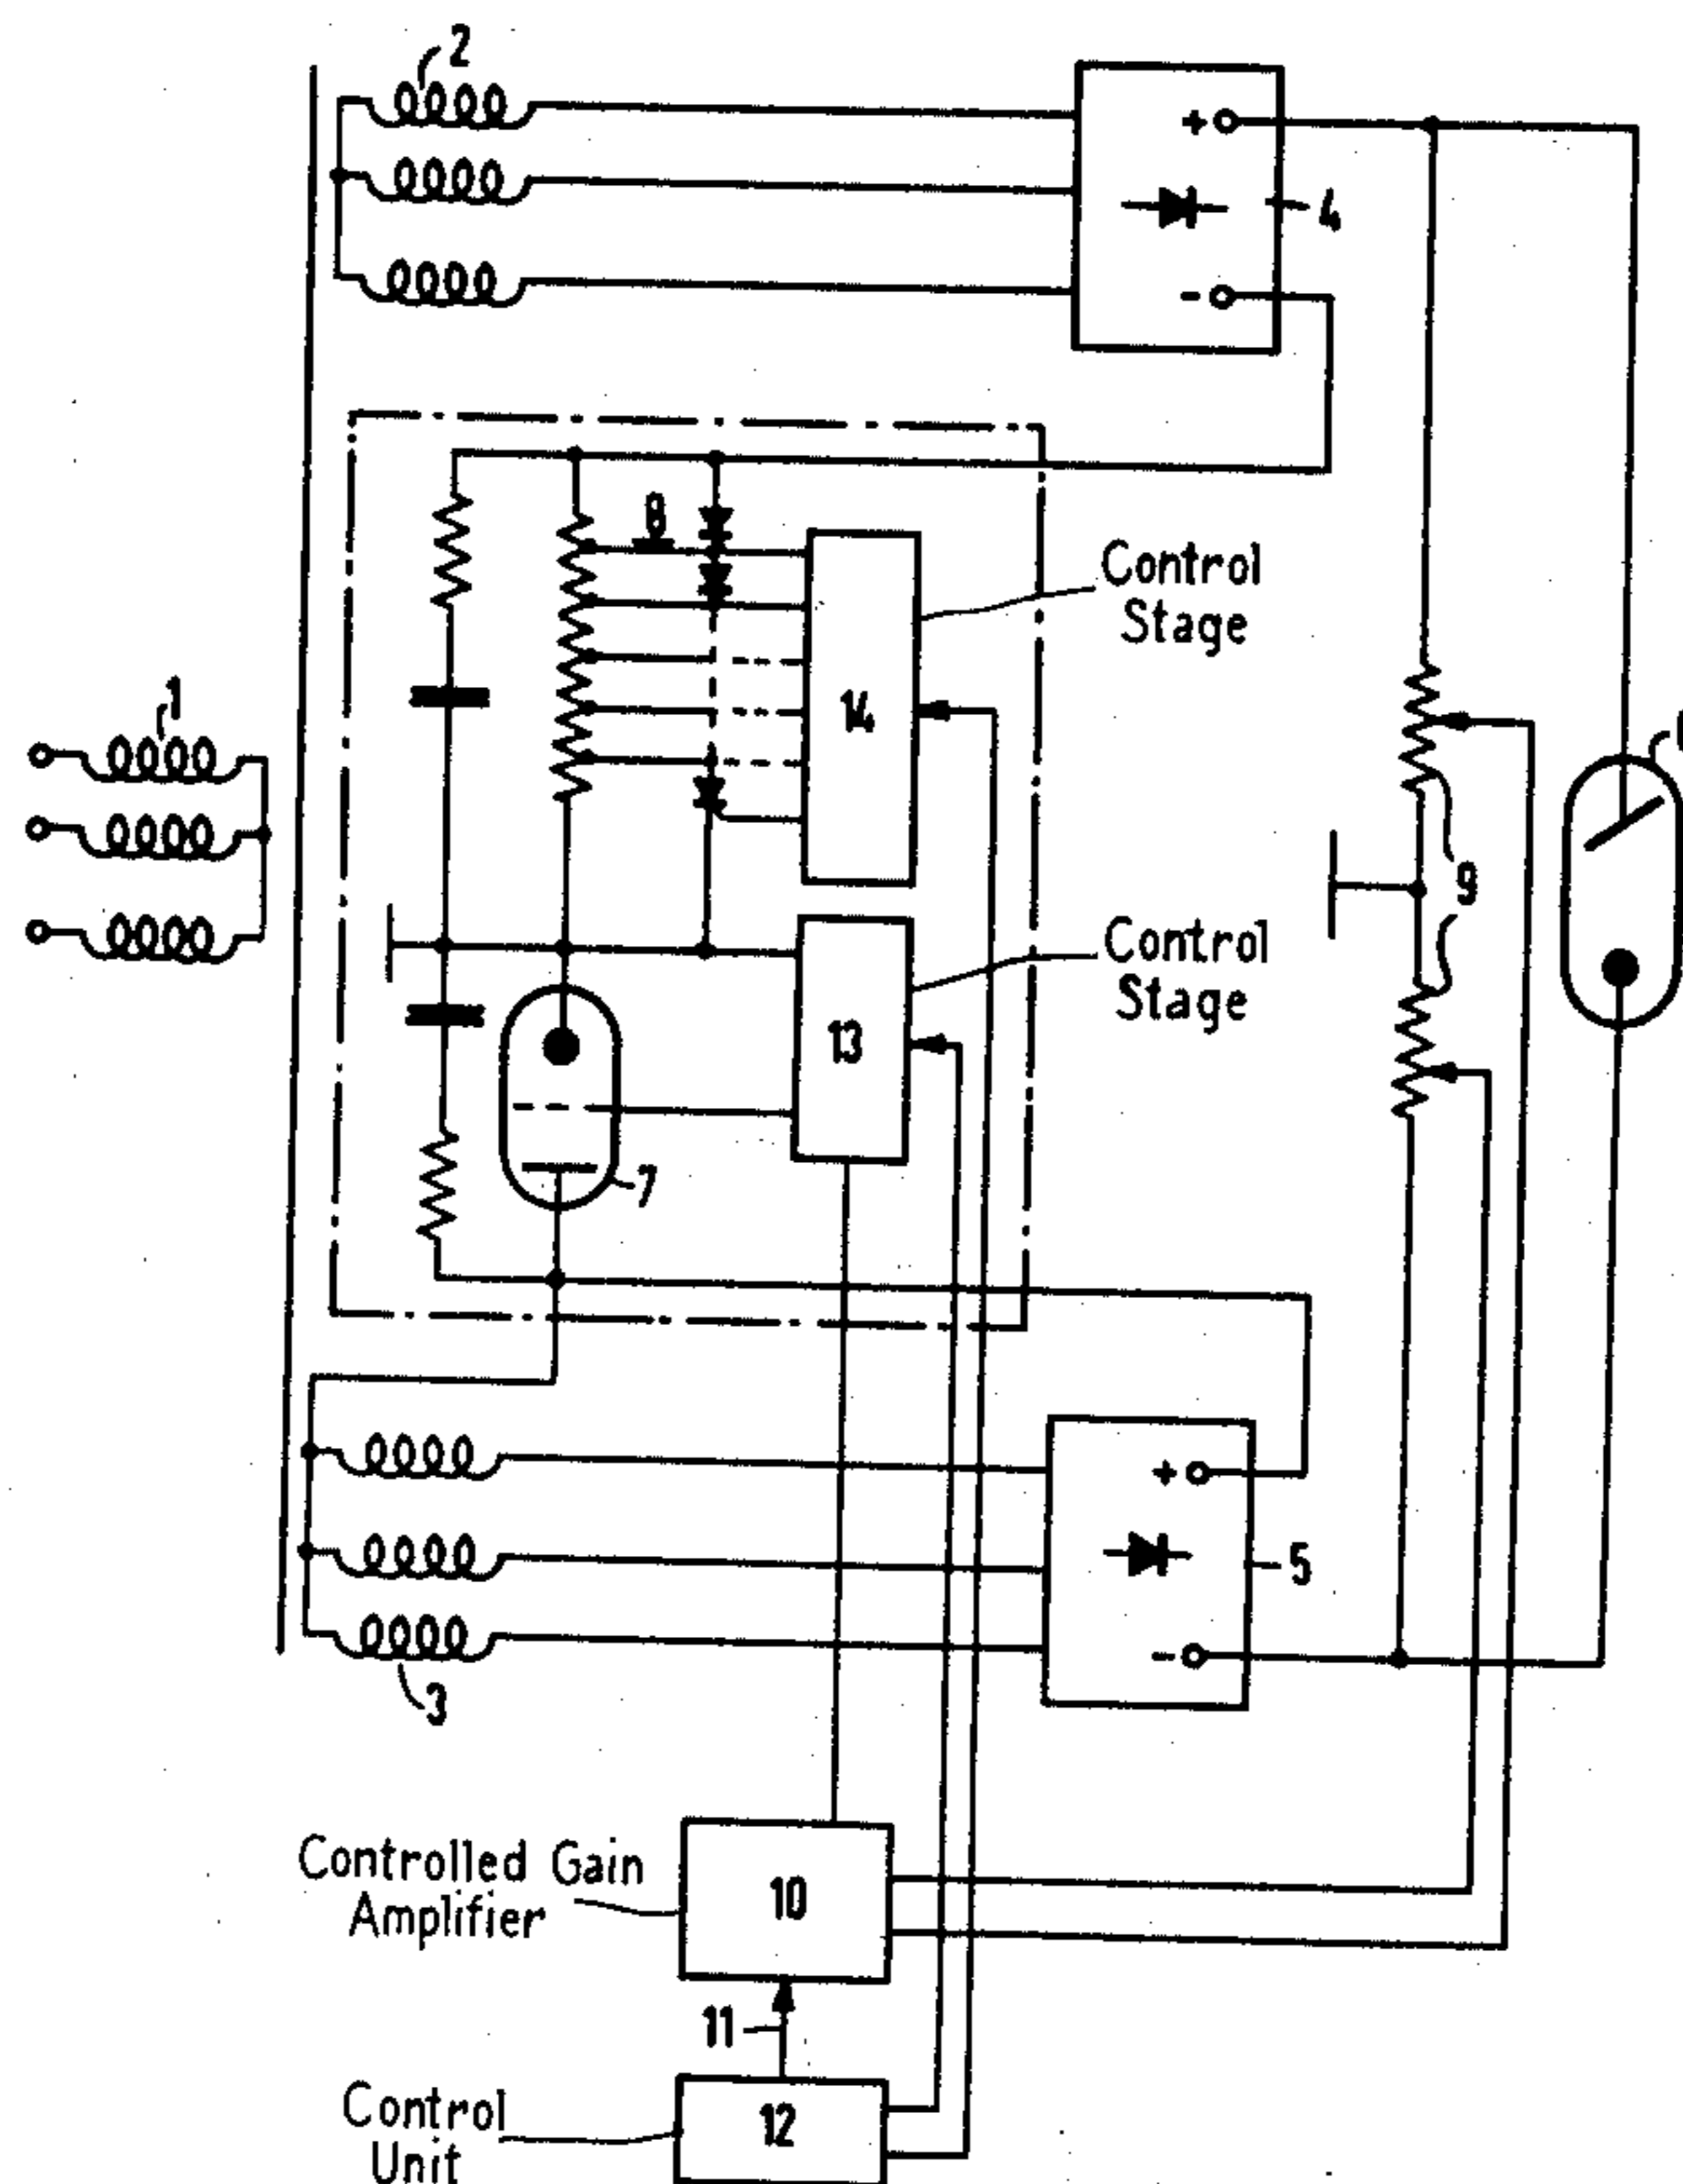 2
+
4
-
8
Control
Stage
14
1
9
Control
Stage
13
7
+
5
-
3
Controlled Gain
Amplifier
10
11
Control
Unit
12